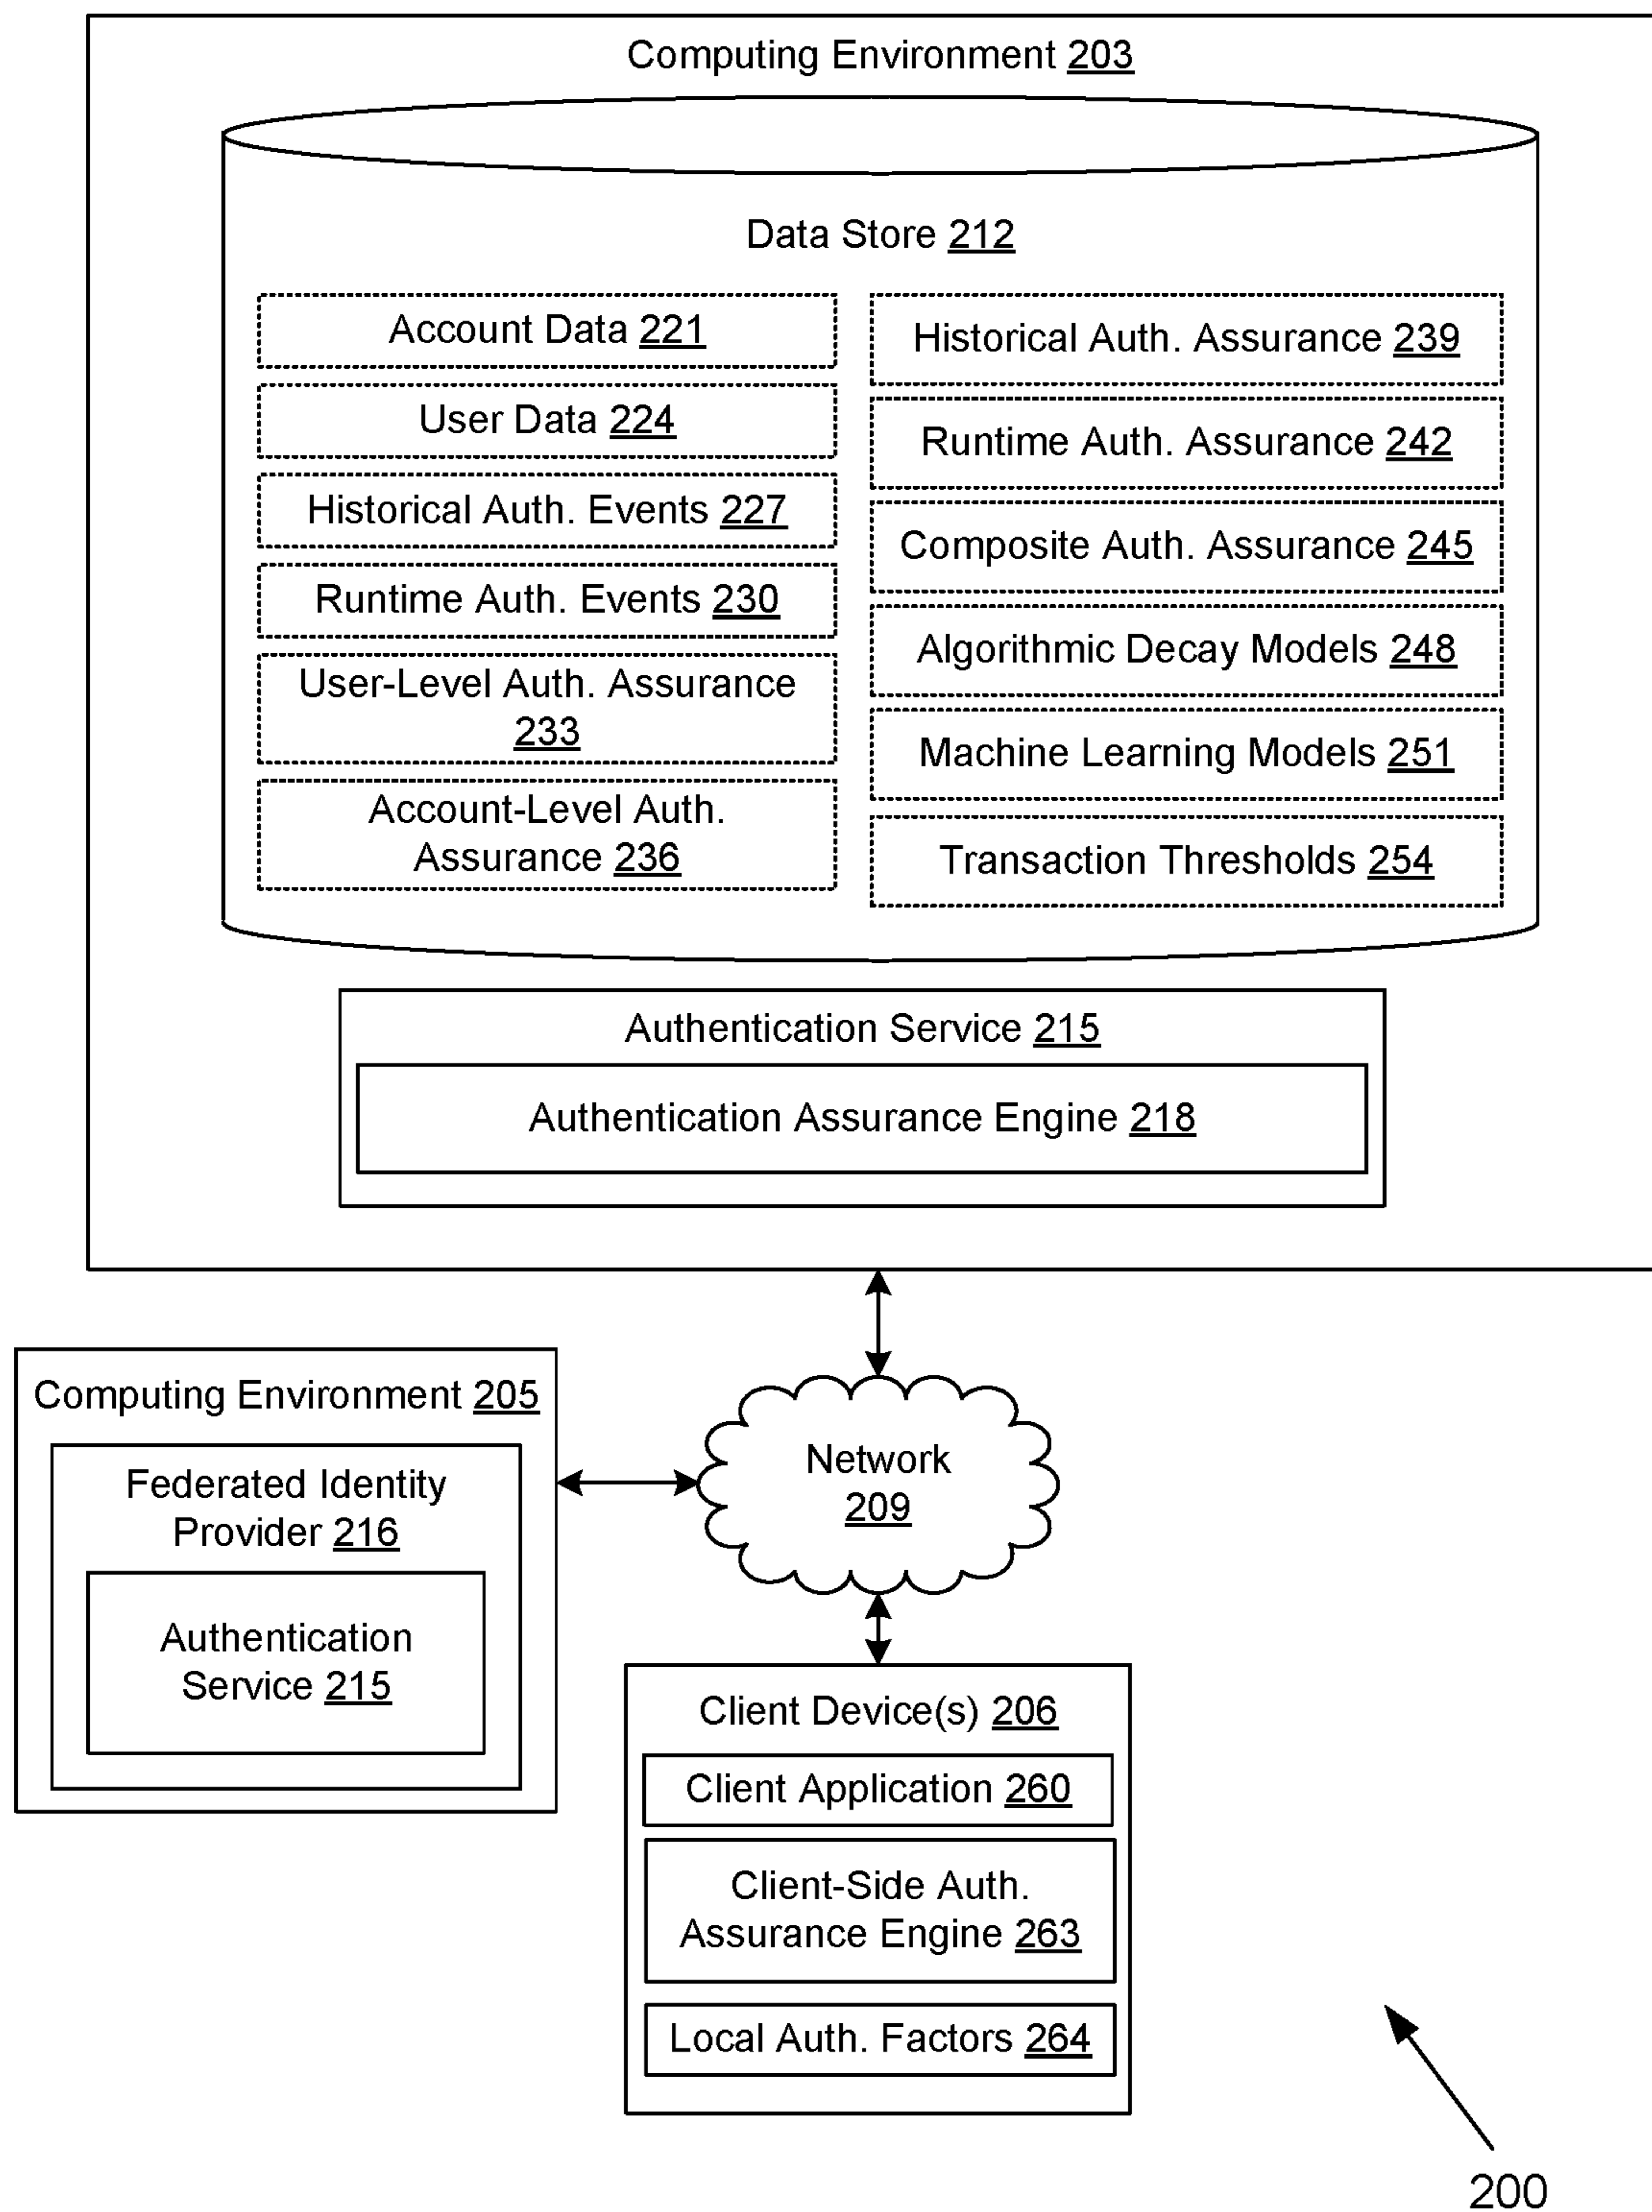 Computing Environment 203
Data Store 212
Account Data 221
User Data 224
Historical Auth. Events 227
Runtime Auth. Events 230
User-Level Auth. Assurance
233
Account-Level Auth.
Assurance 236
Historical Auth. Assurance 239
Runtime Auth. Assurance 242
Composite Auth. Assurance 245
Algorithmic Decay Models 248
Machine Learning Models 251
Transaction Thresholds 254
Authentication Service 215
Authentication Assurance Engine 218
Computing Environment 205
Federated Identity
Provider 216
Authentication
Service 215
Network
209
Client Device(s) 206
Client Application 260
Client-Side Auth.
Assurance Engine 263
Local Auth. Factors 264
200